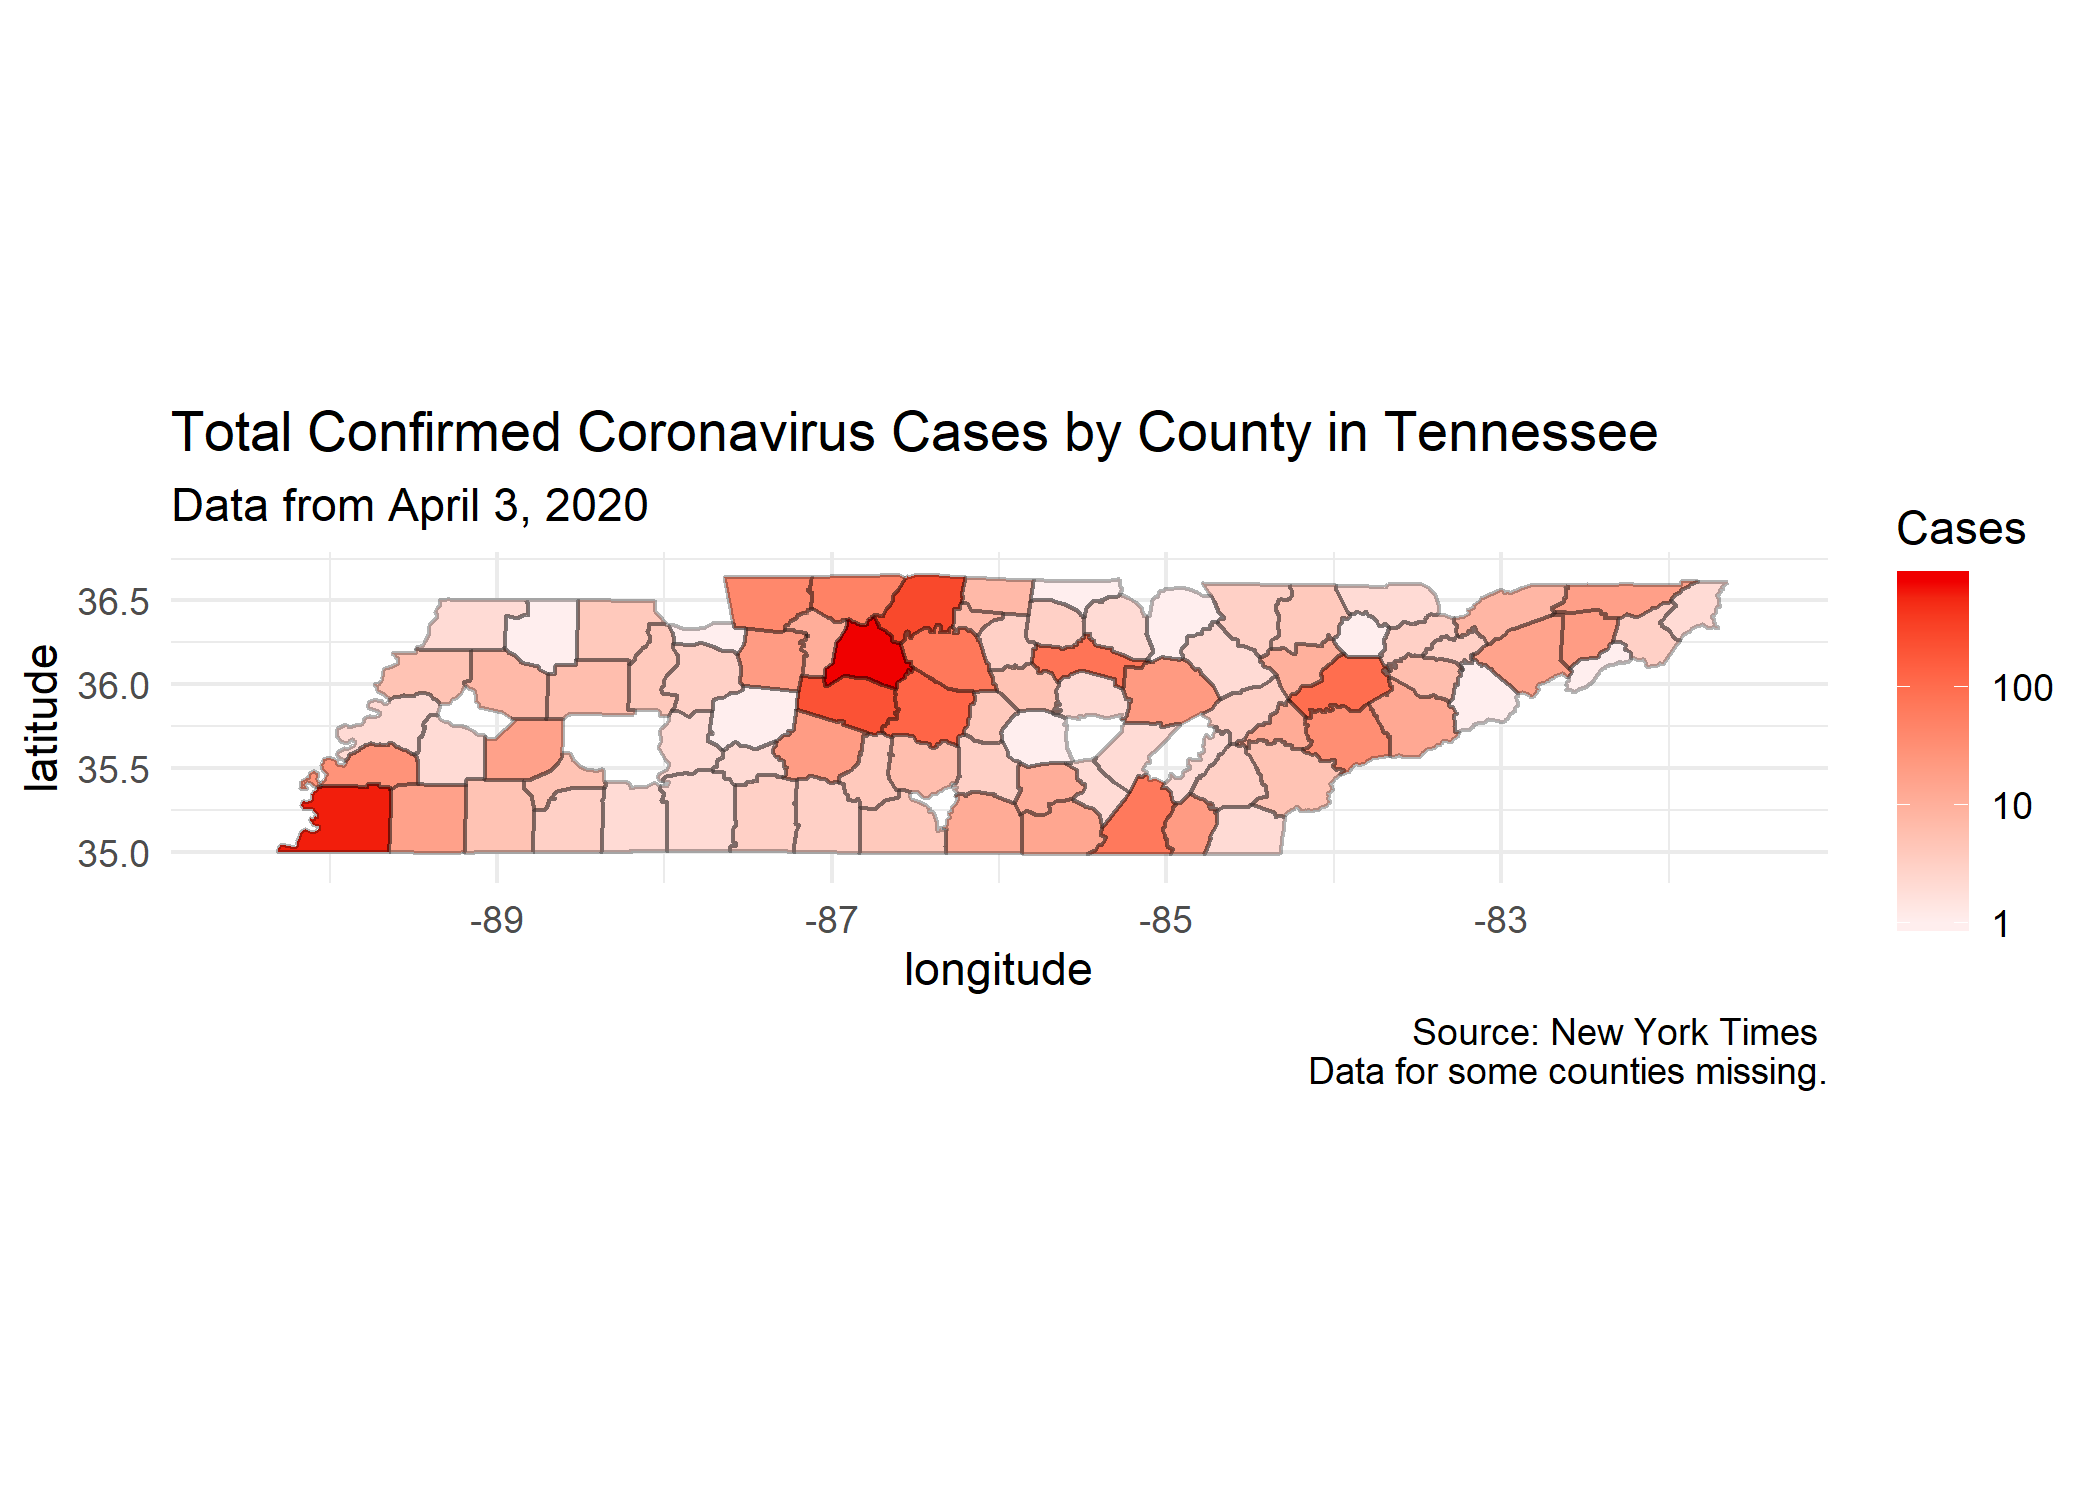 Total Confirmed Coronavirus Cases by County in Tennessee
Data from April 3, 2020
Cases
100
10
1
latitude
36.5
36.0
35.5
35.0
-89
-87
-85
-83
longitude
Source: New York Times
Data for some counties missing.